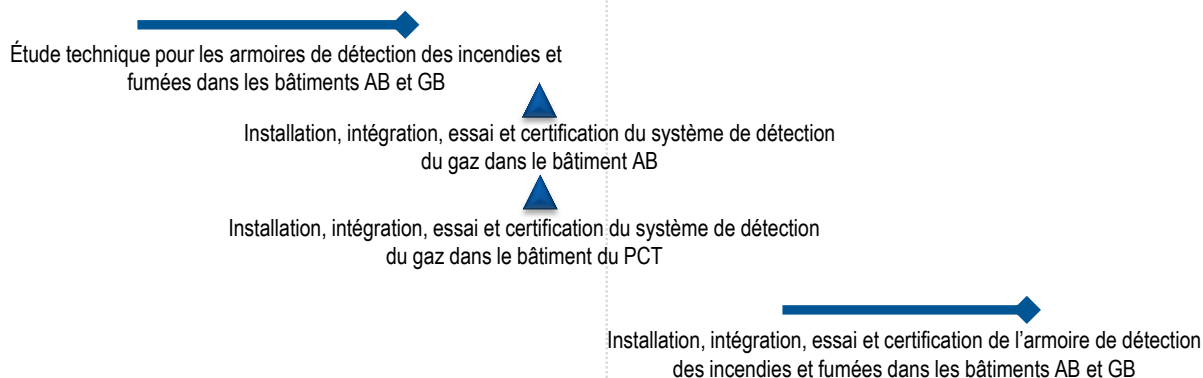 Étude technique pour les armoires de détection des incendies et
fumées dans les bâtiments AB et GB
Installation, intégration, essai et certification du système de détection
du gaz dans le bâtiment AB
Installation, intégration, essai et certification du système de détection
du gaz dans le bâtiment du PCT
Installation, intégration, essai et certification de l’armoire de détection
des incendies et fumées dans les bâtiments AB et GB